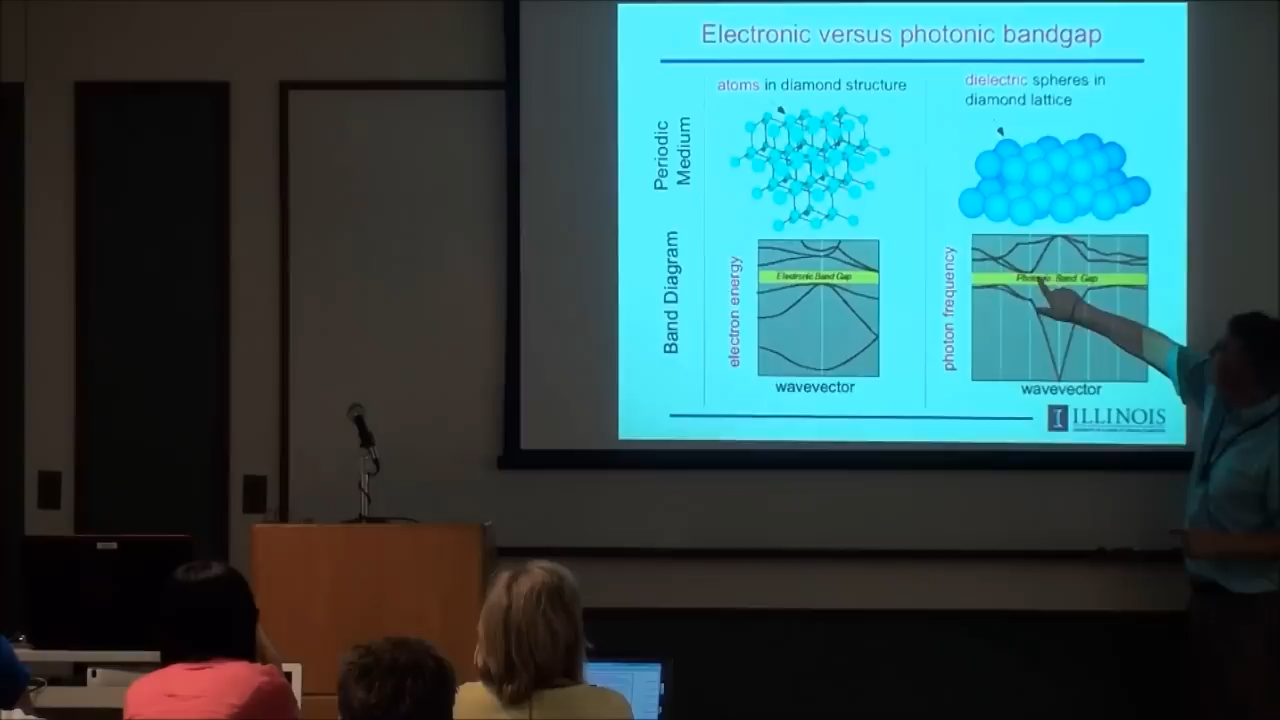 Electronic versus photonic bandgap
atoms in diamond structure
dielectric spheres in
diamond lattice
Periodic
Medium
Band Diagram
electron energy
Electronic Band Gap
wavevector
photon frequency
Photonic Band Gap
wavevector
I ILLINOIS